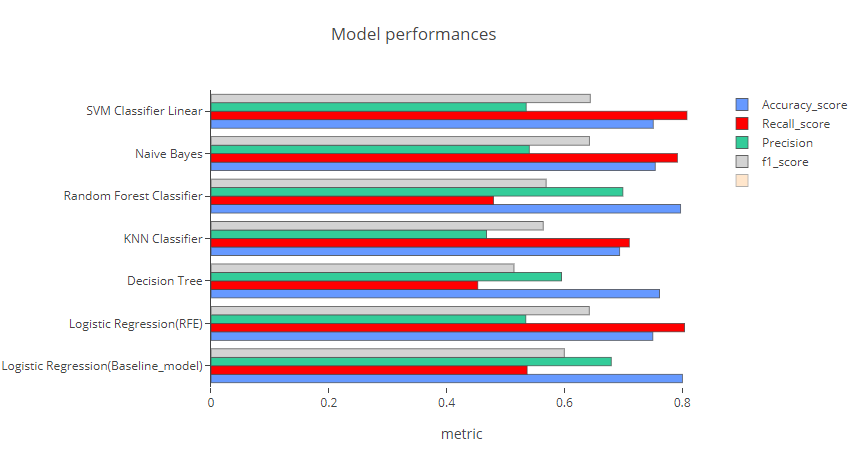 Model performances
SVM Classifier Linear
Naive Bayes
Random Forest Classifier
KNN Classifier
Decision Tree
Logistic Regression(RFE)
Logistic Regression(Baseline_model)
0 0.2 0.4 0.6 0.8
metric
Accuracy_score
Recall_score
Precision
f1_score